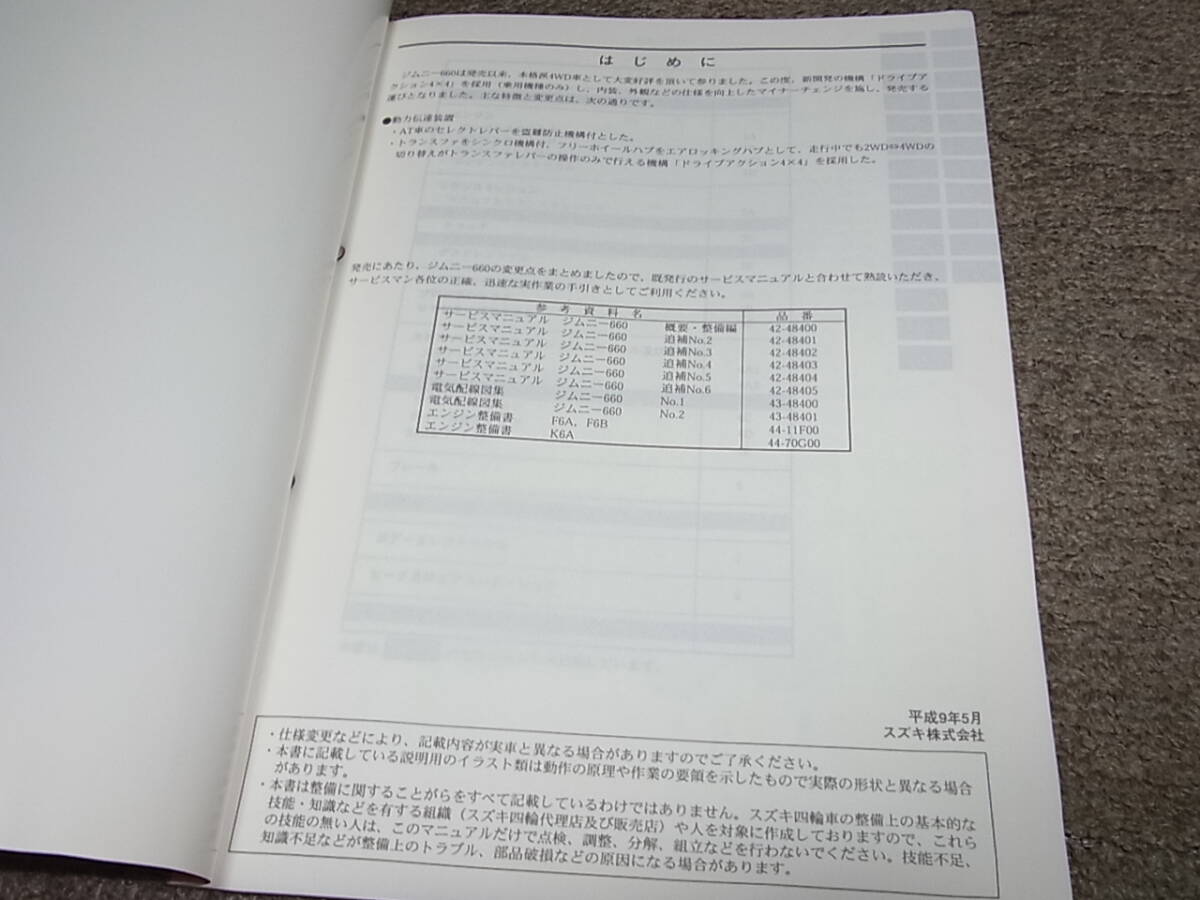 はじめに
ジムニー660は発売以来、本格派4WD車として大変好評を頂いて参りました。この度、新開発の機構「ドライブア
クション4×4」を採用（乗用機種のみ）し、内装、外観などの仕様を向上したマイナーチェンジを施し、発売する
運びとなりました。主な特徴と変更点は、次の通りです。
●動力伝達装置
・AT車のセレクトレバーを盗難防止機構付とした。
・トランスファをシンクロ機構付、フリーホイールハブをエアロッキングハブとして、走行中でも2WD⇔4WDの
切り替えがトランスファレバーの操作のみで行える機構「ドライブアクション4×4」を採用した。
発売にあたり、ジムニー660の変更点をまとめましたので、既発行のサービスマニュアルと合わせて熟読いただき、
サービスマン各位の正確、迅速な実作業の手引きとしてご利用ください。
参考資料名 品番
サービスマニュアル ジムニー660 概要・整備編 42-48400
サービスマニュアル ジムニー660 追補No.2 42-48401
サービスマニュアル ジムニー660 追補No.3 42-48402
サービスマニュアル ジムニー660 追補No.4 42-48403
サービスマニュアル ジムニー660 追補No.5 42-48404
サービスマニュアル ジムニー660 追補No.6 42-48405
電気配線図集 ジムニー660 No.1 43-48400
電気配線図集 ジムニー660 No.2 43-48401
エンジン整備書 F6A，F6B 44-11F00
エンジン整備書 K6A 44-70G00
平成9年5月
スズキ株式会社
・仕様変更などにより、記載内容が実車と異なる場合がありますのでご了承ください。
・本書に記載している説明用のイラスト類は動作の原理や作業の要領を示したもので実際の形状と異なる場合
があります。
・本書は整備に関することがらをすべて記載しているわけではありません。スズキ四輪車の整備上の基本的な
技能・知識などを有する組織（スズキ四輪代理店及び販売店）や人を対象に作成しておりますので、これら
の技能の無い人は、このマニュアルだけで点検、調整、分解、組立などを行わないでください。技能不足、
知識不足などが整備上のトラブル、部品破損などの原因になる場合があります。